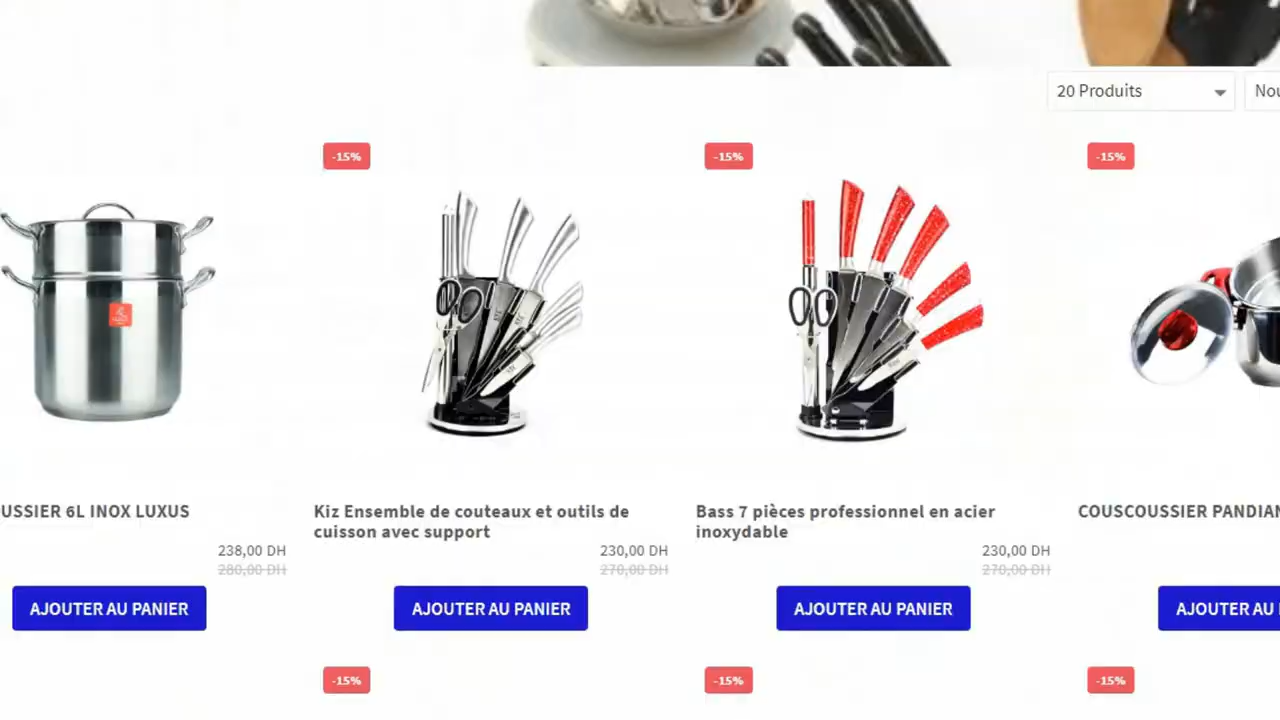 20 Produits
Nou
-15%
-15%
-15%
USSIER 6L INOX LUXUS
238,00 DH
280,00 DH
AJOUTER AU PANIER
Kiz Ensemble de couteaux et outils de
cuisson avec support
230,00 DH
270,00 DH
AJOUTER AU PANIER
Bass 7 pièces professionnel en acier
inoxydable
230,00 DH
270,00 DH
AJOUTER AU PANIER
COUSCOUSSIER PANDIAN
AJOUTER AU
-15%
-15%
-15%